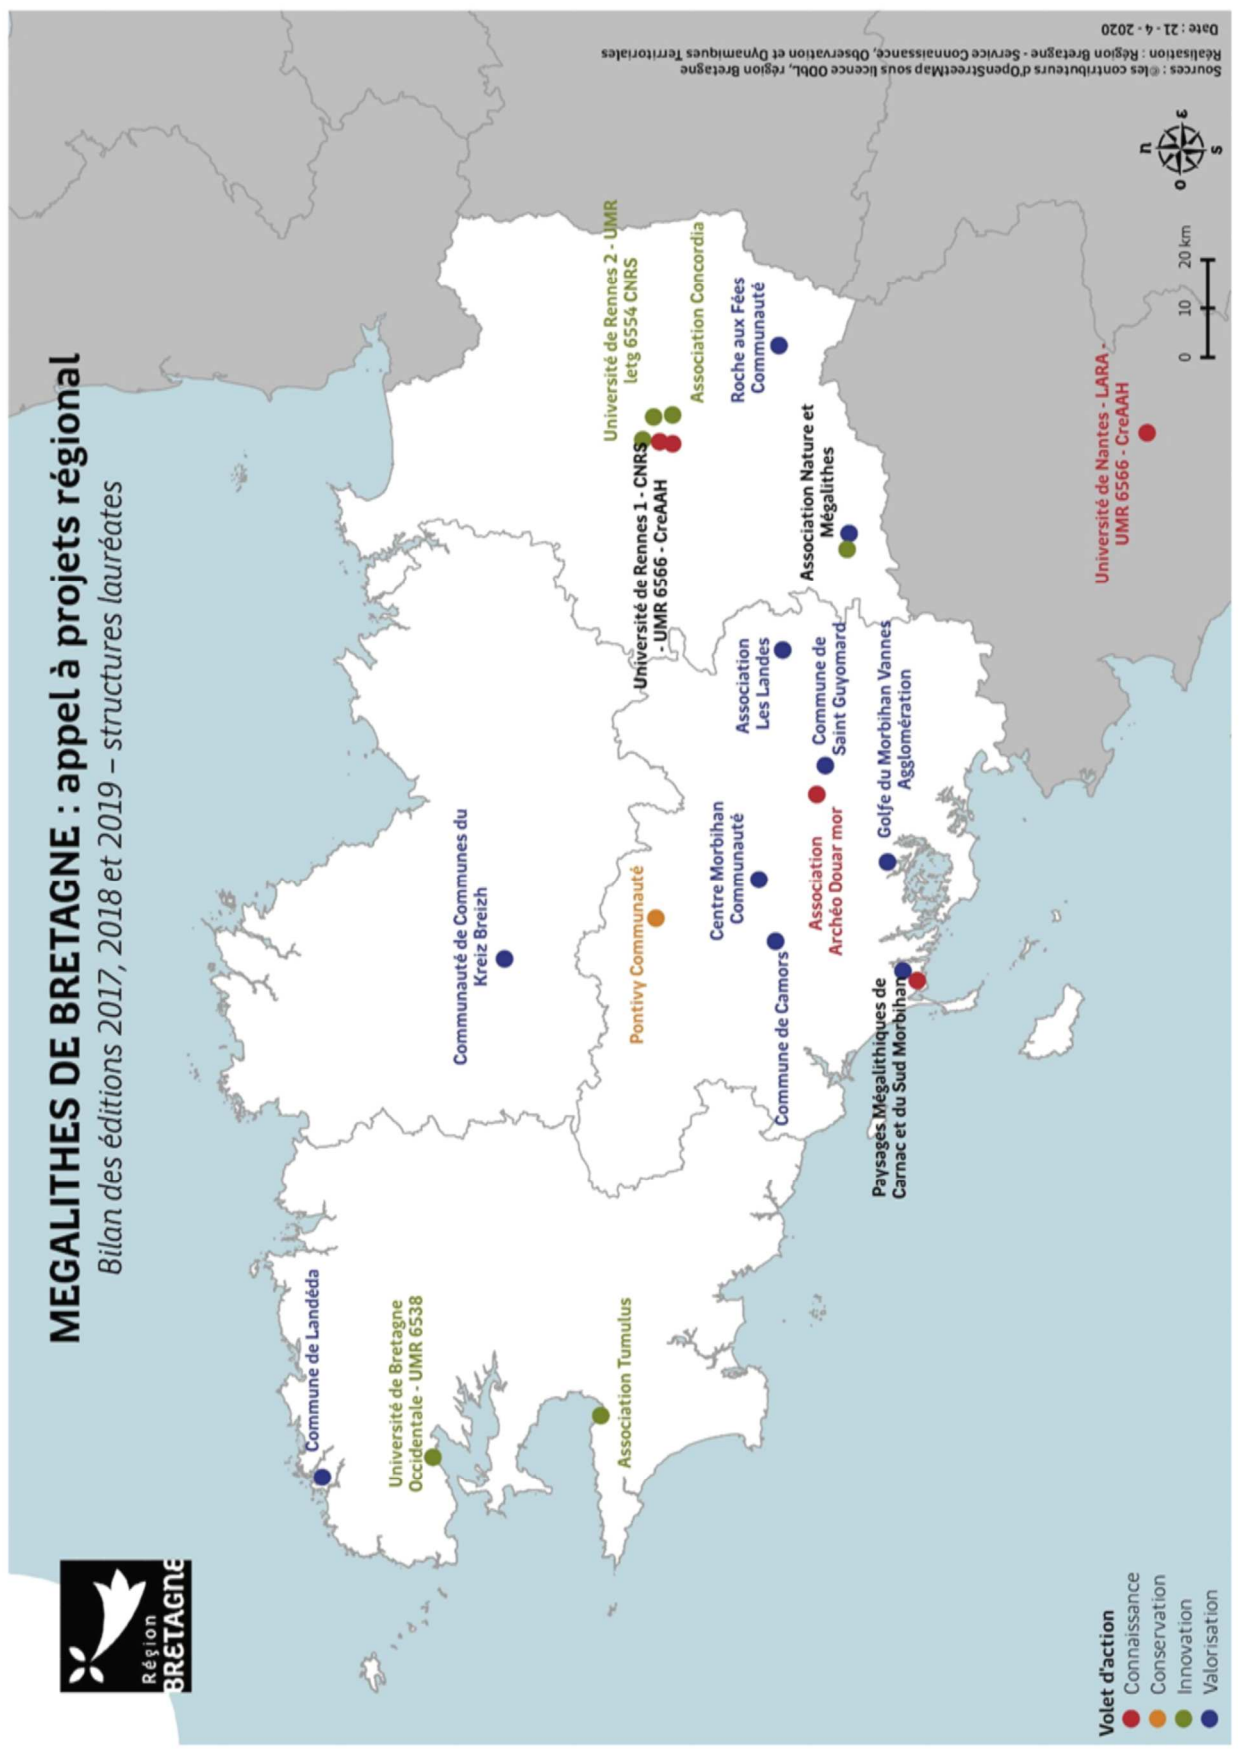 MEGALITHES DE BRETAGNE : appel à projets régional
Bilan des éditions 2017, 2018 et 2019 – structures lauréates
Région
BRETAGNE
Commune de Landéda
Université de Bretagne
Occidentale - UMR 6538
Association Tumulus
Communauté de Communes du
Kreiz Breizh
Pontivy Communauté
Centre Morbihan
Communauté
Commune de Camors
Association
Archéo Douar mor
Paysages Mégalithiques de
Carnac et du Sud Morbihan
Golfe du Morbihan Vannes
Agglomération
Association
Les Landes
Commune de
Saint Guyomard
Université de Rennes 2 - UMR
letg 6554 CNRS
Université de Rennes 1 - CNRS
- UMR 6566 - CreAAH
Association Concordia
Roche aux Fées
Communauté
Association Nature et
Mégalithes
Université de Nantes - LARA -
UMR 6566 - CreAAH
Volet d'action
Connaissance
Conservation
Innovation
Valorisation
0 10 20 km
n
o ε
s
Sources : ©les contributeurs d'OpenStreetMap sous licence ODbL, région Bretagne
Réalisation : Région Bretagne - Service Connaissance, Observation et Dynamiques Territoriales
Date : 21 - 4 - 2020